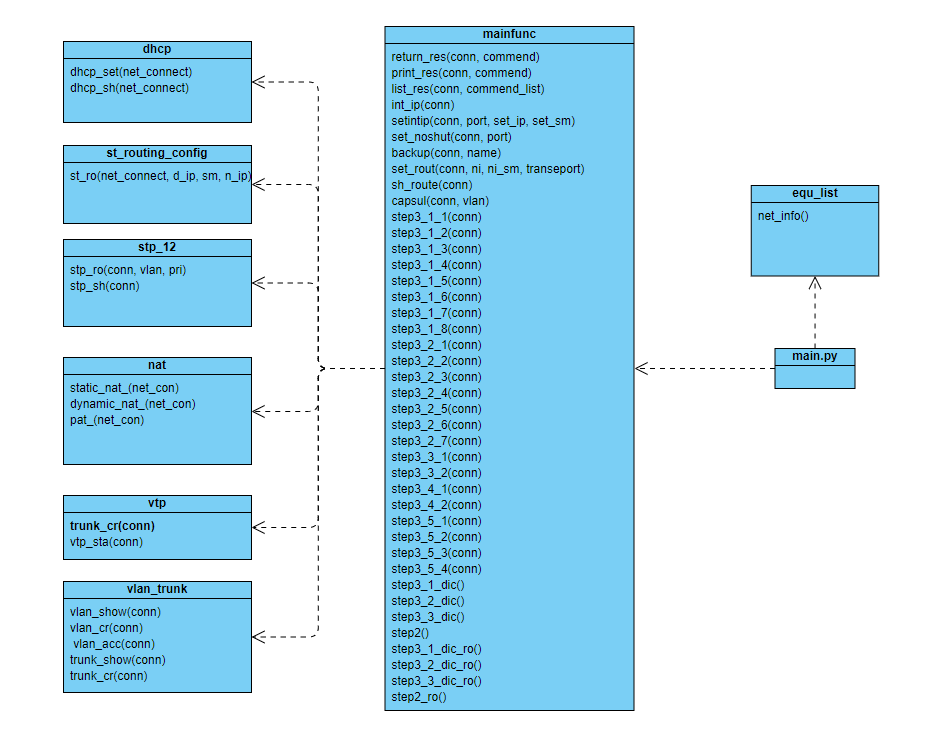 dhcp
dhcp_set(net_connect)
dhcp_sh(net_connect)
st_routing_config
st_ro(net_connect, d_ip, sm, n_ip)
stp_12
stp_ro(conn, vlan, pri)
stp_sh(conn)
nat
static_nat_(net_con)
dynamic_nat_(net_con)
pat_(net_con)
vtp
trunk_cr(conn)
vtp_sta(conn)
vlan_trunk
vlan_show(conn)
vlan_cr(conn)
vlan_acc(conn)
trunk_show(conn)
trunk_cr(conn)
mainfunc
return_res(conn, commend)
print_res(conn, commend)
list_res(conn, commend_list)
int_ip(conn)
setintip(conn, port, set_ip, set_sm)
set_noshut(conn, port)
backup(conn, name)
set_rout(conn, ni, ni_sm, transeport)
sh_route(conn)
capsul(conn, vlan)
step3_1_1(conn)
step3_1_2(conn)
step3_1_3(conn)
step3_1_4(conn)
step3_1_5(conn)
step3_1_6(conn)
step3_1_7(conn)
step3_1_8(conn)
step3_2_1(conn)
step3_2_2(conn)
step3_2_3(conn)
step3_2_4(conn)
step3_2_5(conn)
step3_2_6(conn)
step3_2_7(conn)
step3_3_1(conn)
step3_3_2(conn)
step3_4_1(conn)
step3_4_2(conn)
step3_5_1(conn)
step3_5_2(conn)
step3_5_3(conn)
step3_5_4(conn)
step3_1_dic()
step3_2_dic()
step3_3_dic()
step2()
step3_1_dic_ro()
step3_2_dic_ro()
step3_3_dic_ro()
step2_ro()
equ_list
net_info()
main.py